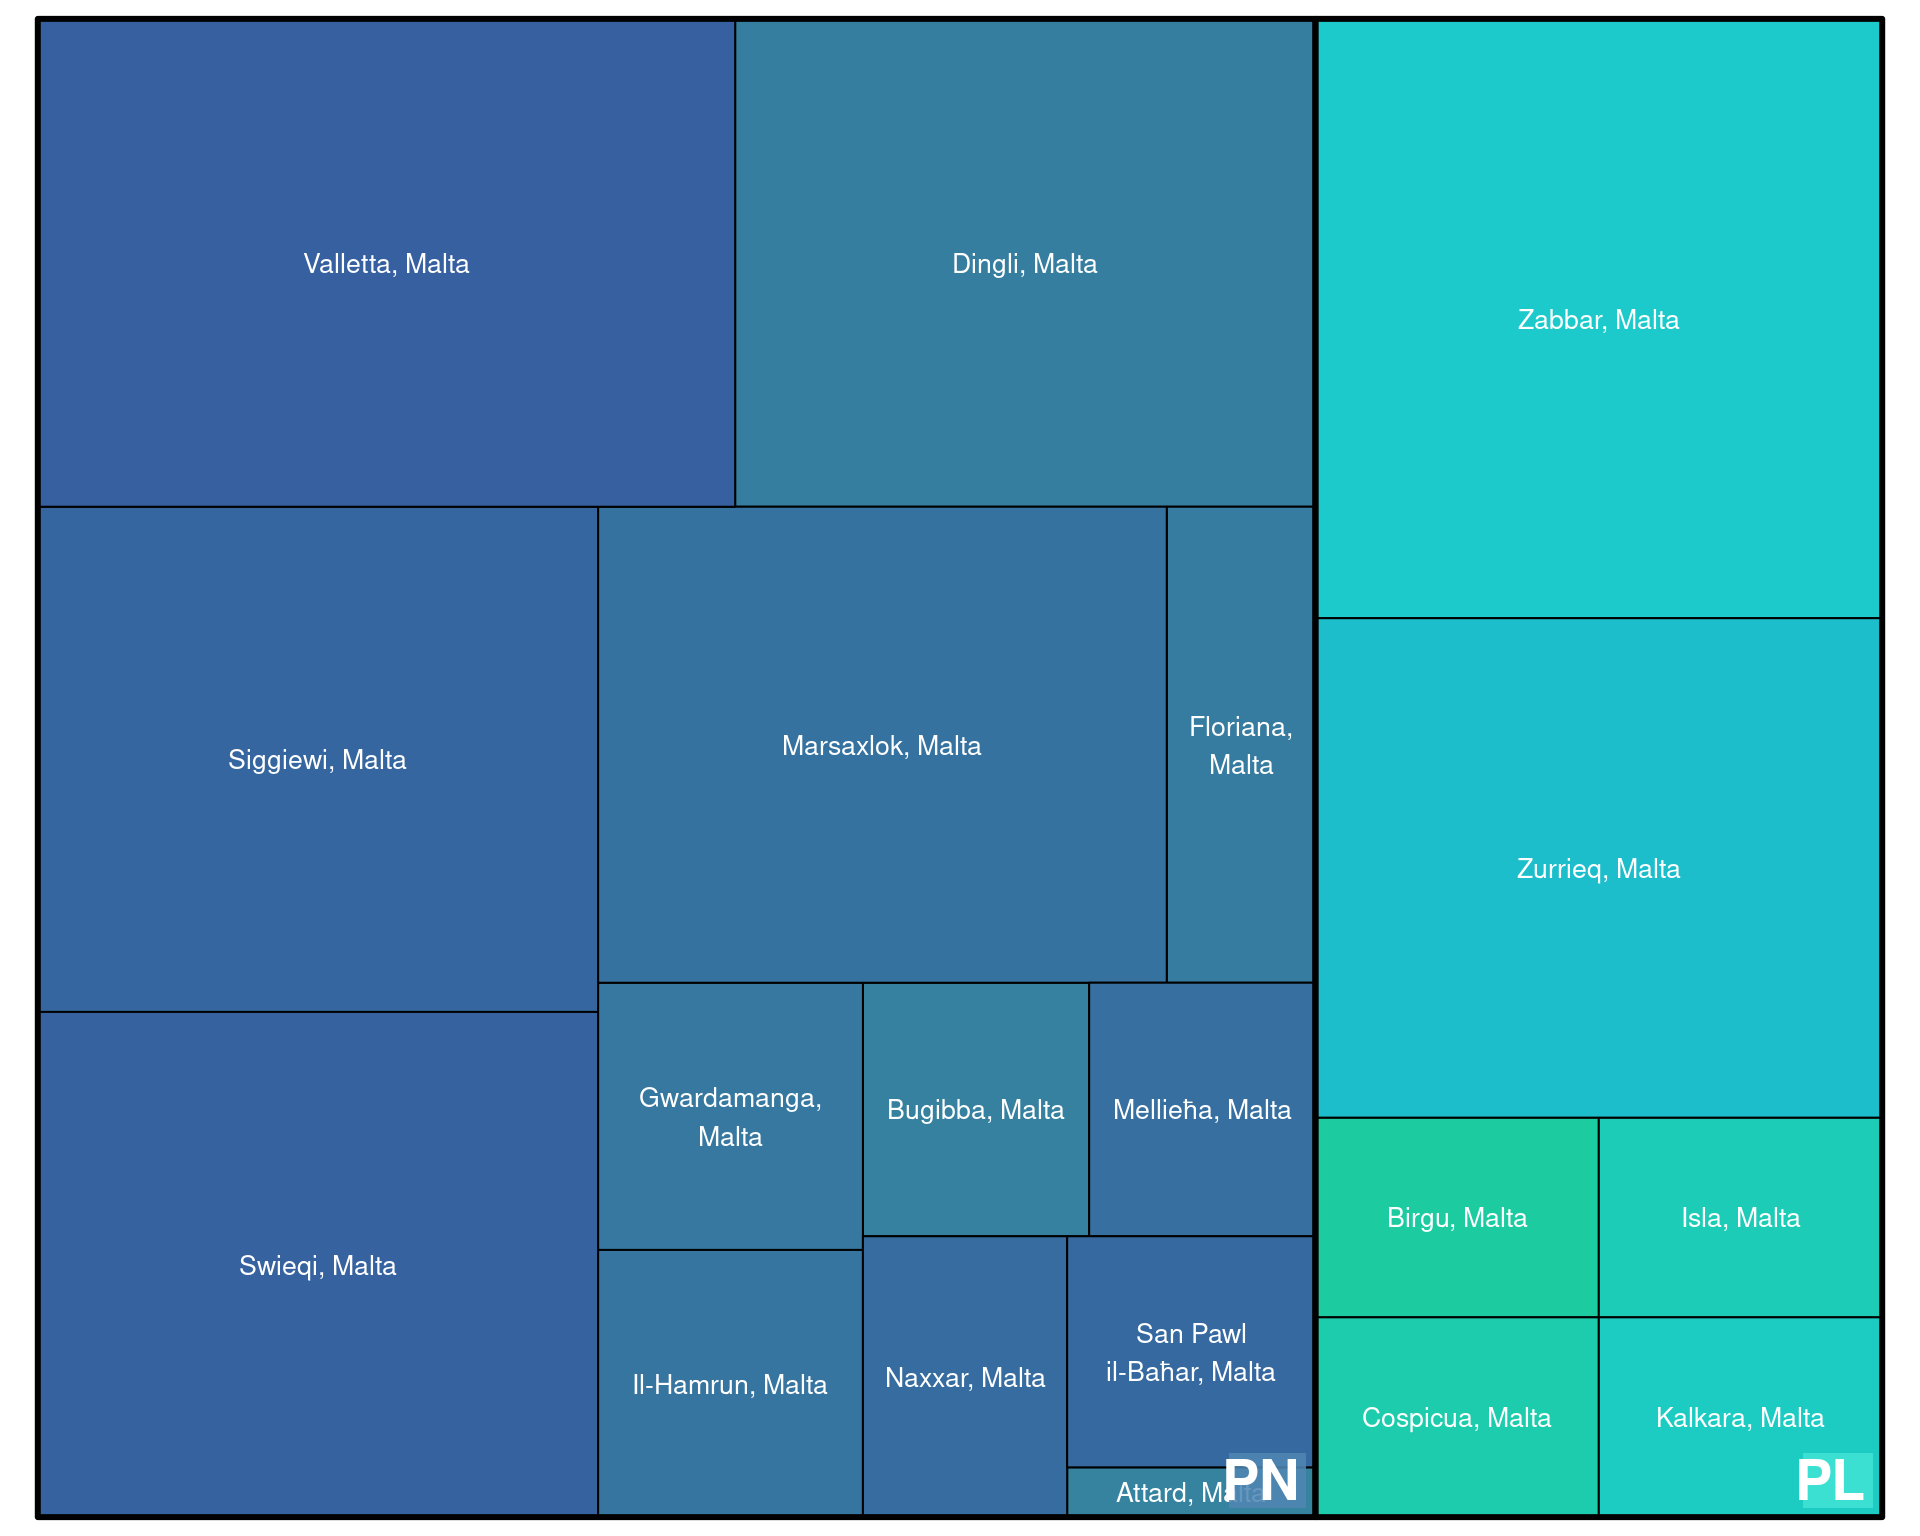 Valletta, Malta
Dingli, Malta
Zabbar, Malta
Siggiewi, Malta
Marsaxlok, Malta
Floriana,
Malta
Zurrieq, Malta
Swieqi, Malta
Gwardamanga,
Malta
Bugibba, Malta
Mellieħa, Malta
Il-Hamrun, Malta
Naxxar, Malta
San Pawl
il-Baħar, Malta
Attard, Malta
PN
Birgu, Malta
Isla, Malta
Cospicua, Malta
Kalkara, Malta
PL